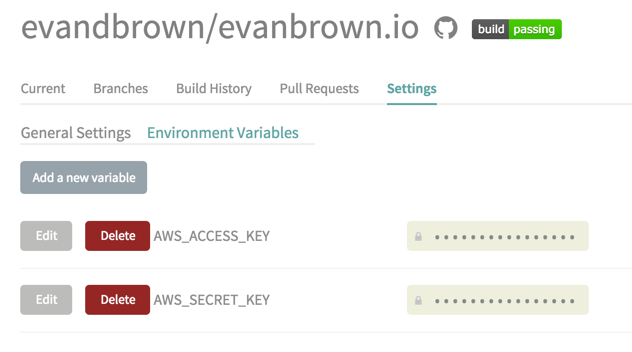 evandbrown/evanbrown.io build passing
Current Branches Build History Pull Requests Settings
General Settings Environment Variables
Add a new variable
Edit Delete AWS_ACCESS_KEY ••••••••••••••••
Edit Delete AWS_SECRET_KEY ••••••••••••••••